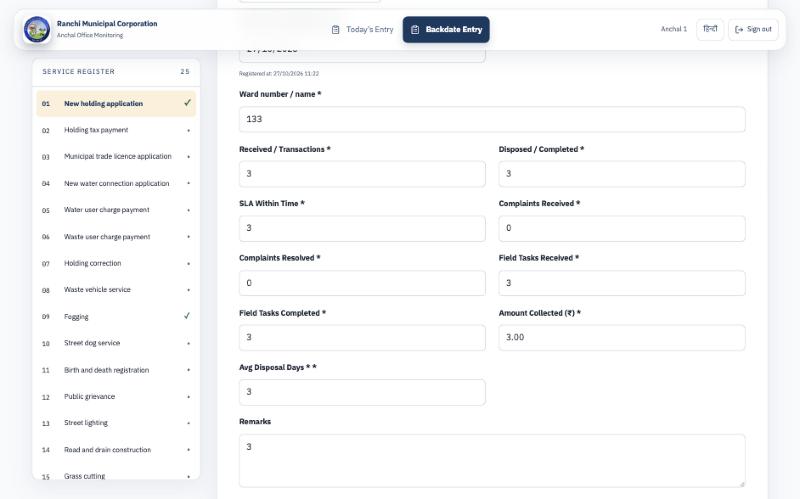 Ranchi Municipal Corporation
Anchal Office Monitoring
Today's Entry
Backdate Entry
Anchal 1
हिन्दी
Sign out
SERVICE REGISTER 25
01 New holding application ✓
02 Holding tax payment •
03 Municipal trade licence application •
04 New water connection application •
05 Water user charge payment •
06 Waste user charge payment •
07 Holding correction •
08 Waste vehicle service •
09 Fogging ✓
10 Street dog service •
11 Birth and death registration •
12 Public grievance •
13 Street lighting •
14 Road and drain construction •
15 Grass cutting •
27/10/2026
Registered at: 27/10/2026 11:22
Ward number / name *
133
Received / Transactions * Disposed / Completed *
3 3
SLA Within Time * Complaints Received *
3 0
Complaints Resolved * Field Tasks Received *
0 3
Field Tasks Completed * Amount Collected (₹) *
3 3.00
Avg Disposal Days * *
3
Remarks
3